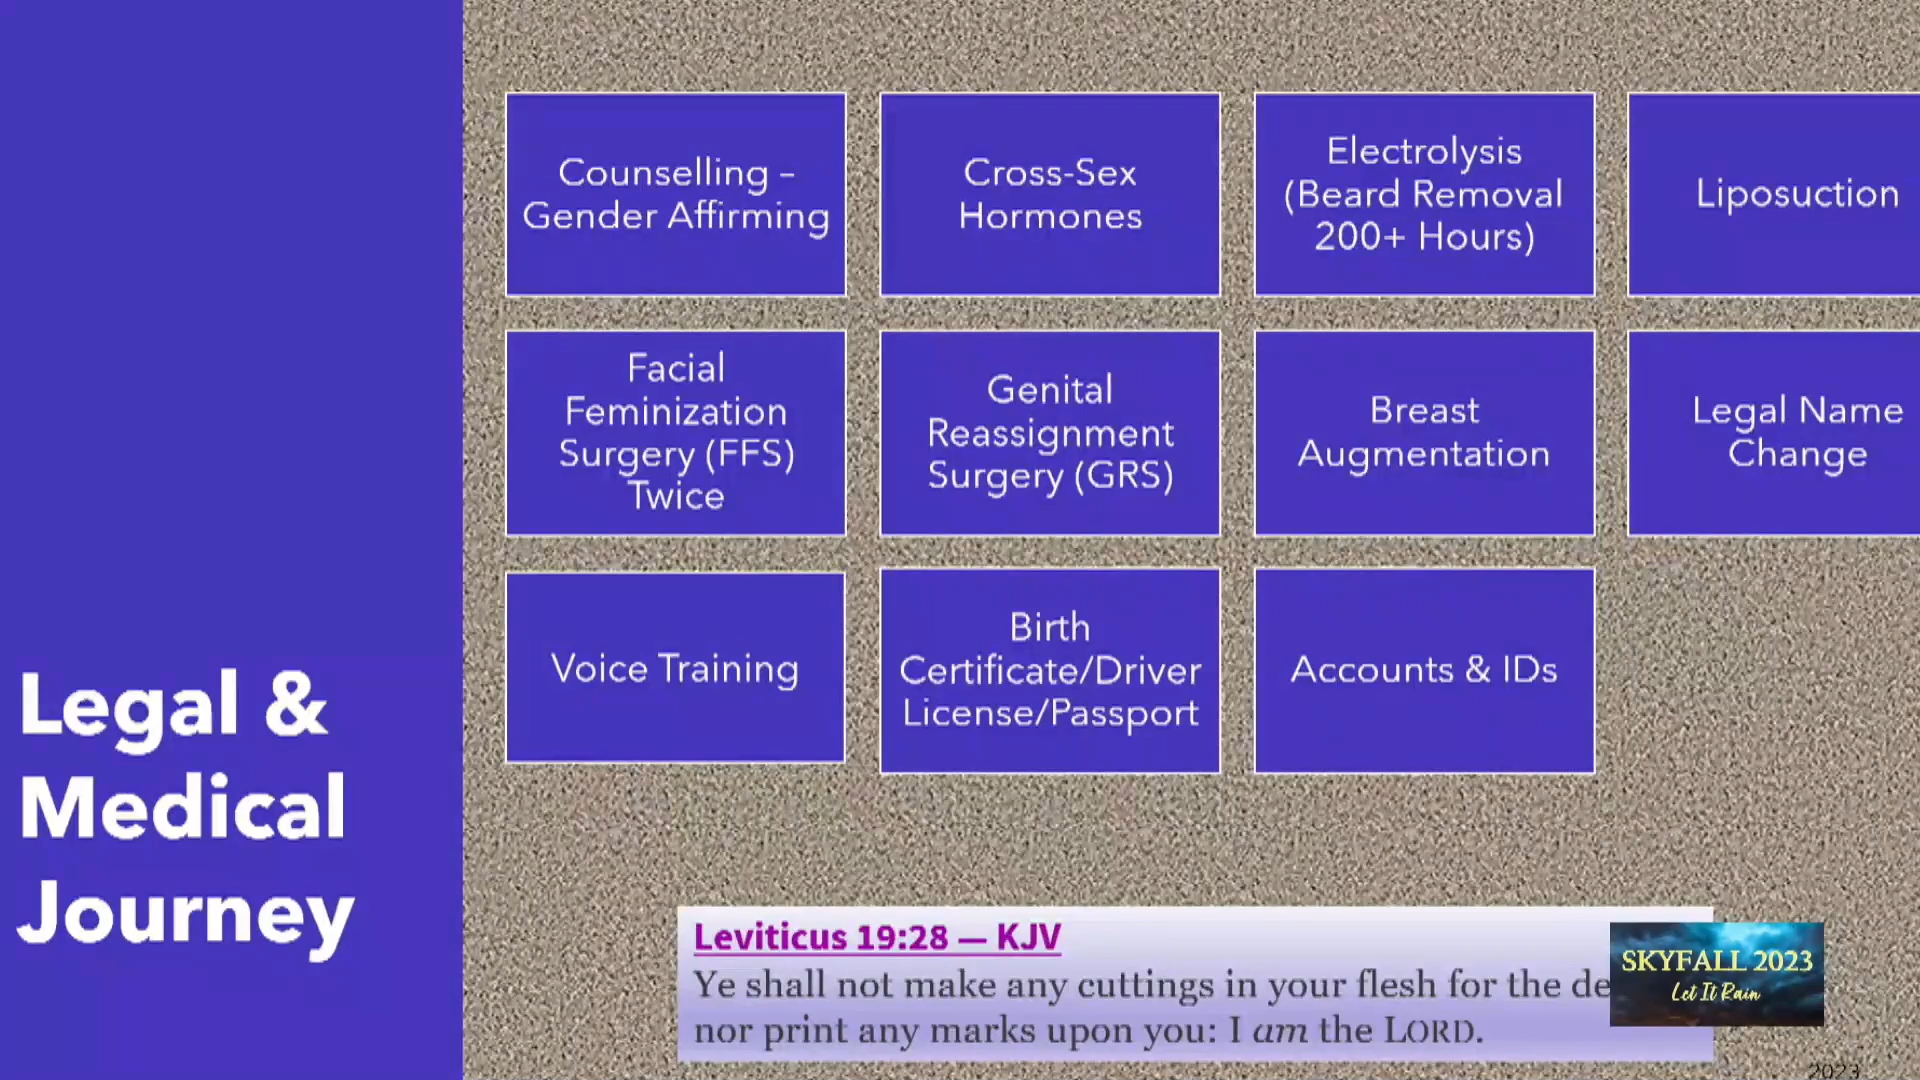 Legal &
Medical
Journey
Counselling –
Gender Affirming
Cross-Sex
Hormones
Electrolysis
(Beard Removal
200+ Hours)
Liposuction
Facial
Feminization
Surgery (FFS)
Twice
Genital
Reassignment
Surgery (GRS)
Breast
Augmentation
Legal Name
Change
Voice Training
Birth
Certificate/Driver
License/Passport
Accounts & IDs
Leviticus 19:28 — KJV
Ye shall not make any cuttings in your flesh for the de
nor print any marks upon you: I am the LORD.
SKYFALL 2023
Let It Rain
2023